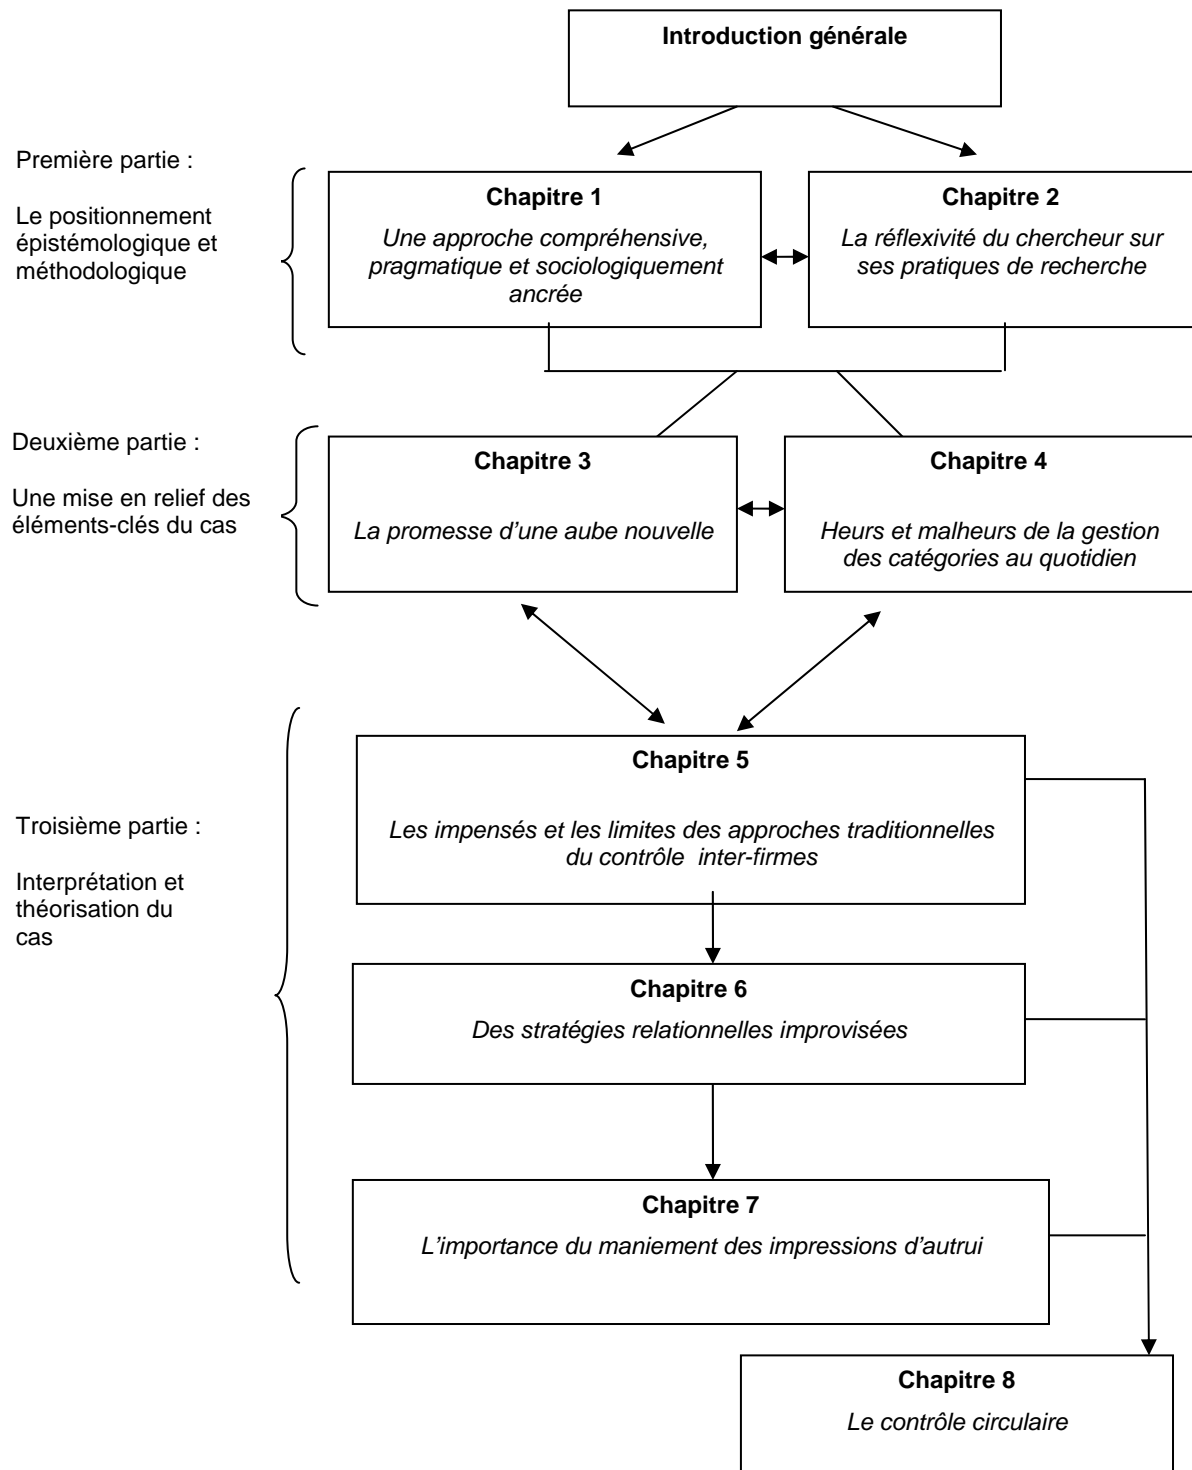 Introduction générale
Première partie :
Le positionnement
épistémologique et
méthodologique
Chapitre 1
Une approche compréhensive,
pragmatique et sociologiquement
ancrée
Chapitre 2
La réflexivité du chercheur sur
ses pratiques de recherche
Deuxième partie :
Une mise en relief des
éléments-clés du cas
Chapitre 3
La promesse d’une aube nouvelle
Chapitre 4
Heurs et malheurs de la gestion
des catégories au quotidien
Troisième partie :
Interprétation et
théorisation du
cas
Chapitre 5
Les impensés et les limites des approches traditionnelles
du contrôle inter-firmes
Chapitre 6
Des stratégies relationnelles improvisées
Chapitre 7
L’importance du maniement des impressions d’autrui
Chapitre 8
Le contrôle circulaire